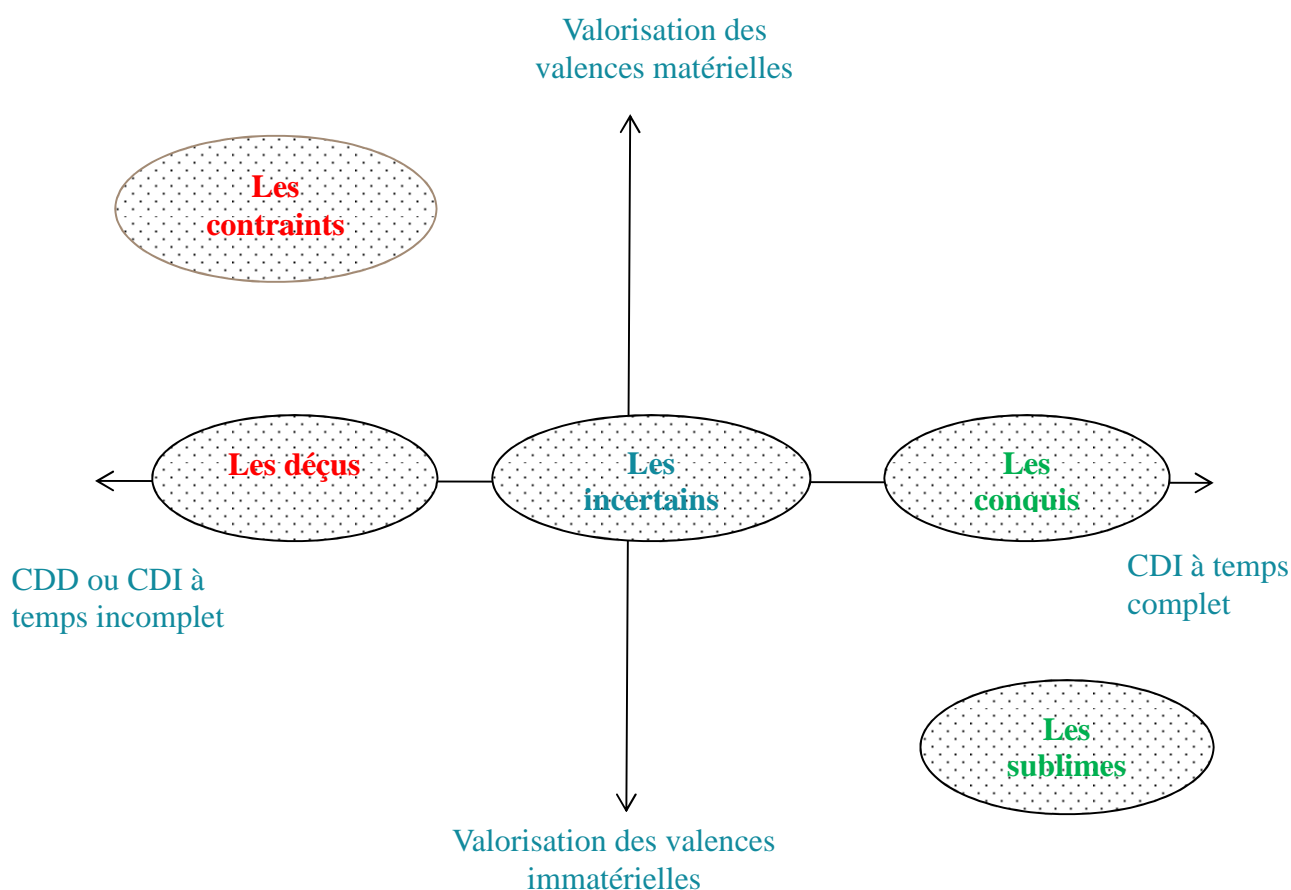 Valorisation des
valences matérielles
Les
contraints
Les déçus
Les
incertains
Les
conquis
CDD ou CDI à
temps incomplet
CDI à temps
complet
Les
sublimes
Valorisation des valences
immatérielles